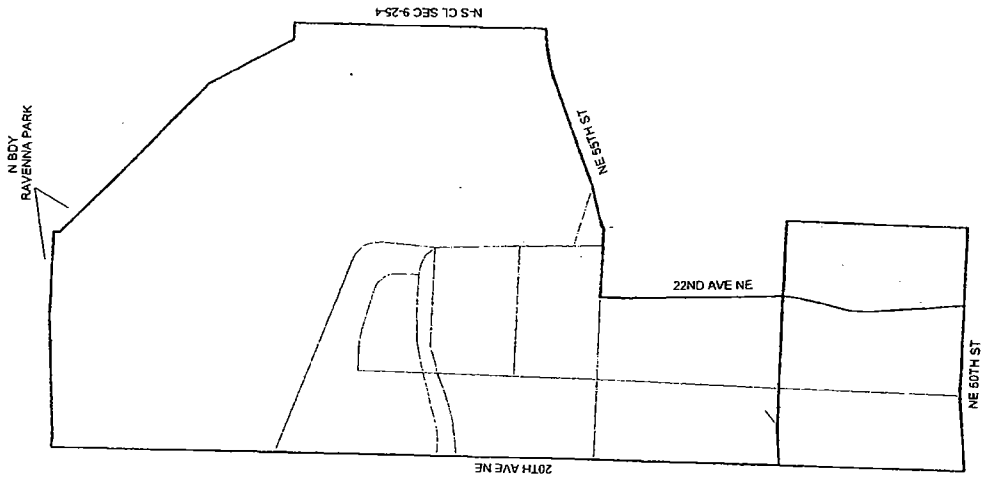 N-S CL SEC 9-25-4
N BDY
RAVENNA PARK
NE 55TH ST
22ND AVE NE
NE 60TH ST
20TH AVE NE